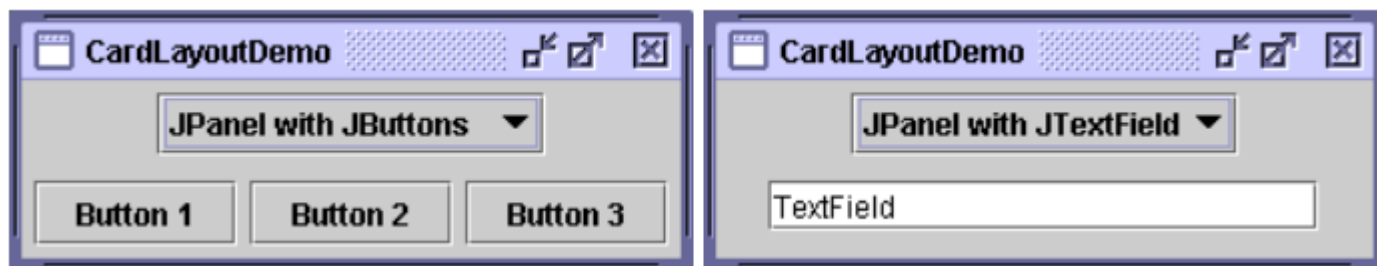 CardLayoutDemo
JPanel with JButtons
Button 1 Button 2 Button 3
CardLayoutDemo
JPanel with JTextField
TextField